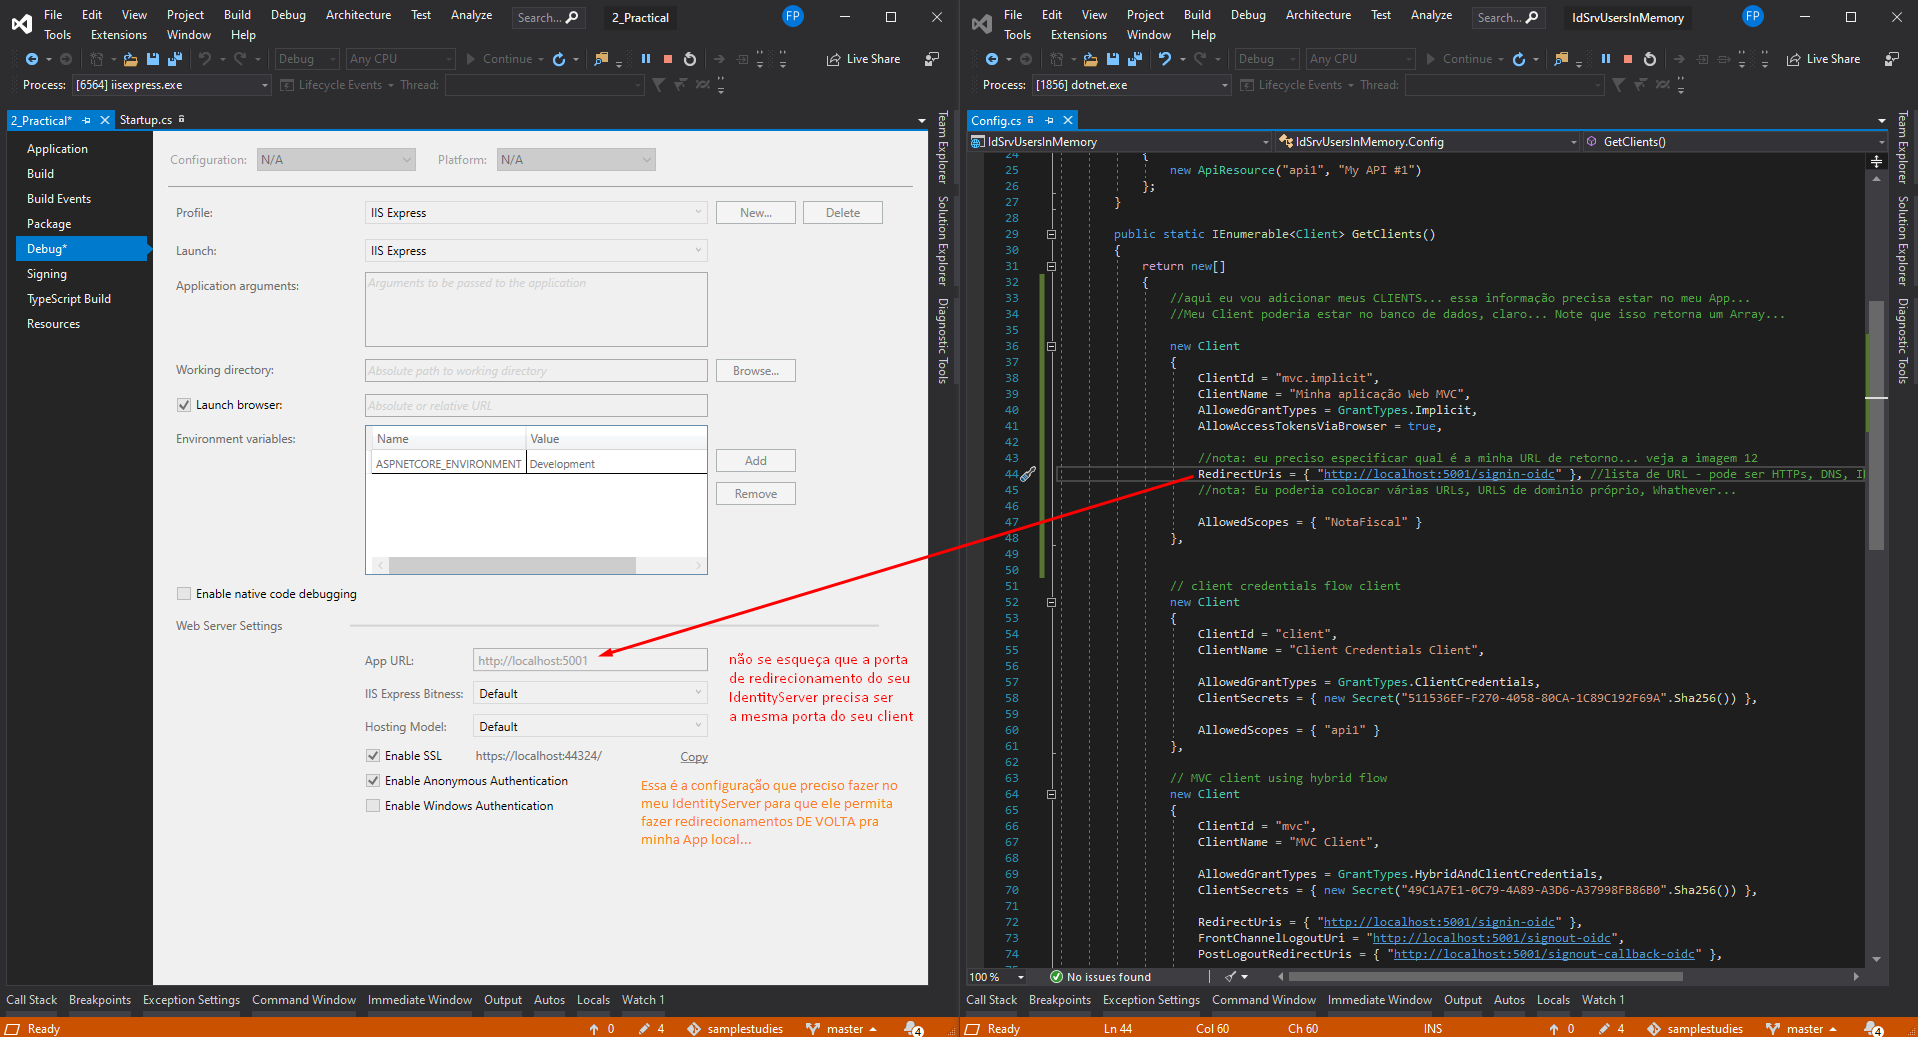 File Edit View Project Build Debug Architecture Test Analyze Search... 2_Practical FP
Tools Extensions Window Help
Debug Any CPU Continue Live Share
Process: [6564] iisexpress.exe Lifecycle Events Thread:
2_Practical* Startup.cs
Application
Build
Build Events
Package
Debug*
Signing
TypeScript Build
Resources
Configuration: N/A Platform: N/A
Profile: IIS Express New... Delete
Launch: IIS Express
Application arguments: Arguments to be passed to the application
Working directory: Absolute path to working directory Browse...
Launch browser: Absolute or relative URL
Environment variables:
Name Value
ASPNETCORE_ENVIRONMENT Development
Add
Remove
Enable native code debugging
Web Server Settings
App URL: http://localhost:5001
IIS Express Bitness: Default
Hosting Model: Default
Enable SSL https://localhost:44324/ Copy
Enable Anonymous Authentication
Enable Windows Authentication
não se esqueça que a porta
de redirecionamento do seu
IdentityServer precisa ser
a mesma porta do seu client
Essa é a configuração que preciso fazer no
meu IdentityServer para que ele permita
fazer redirecionamentos DE VOLTA pra
minha App local...
Team Explorer
Solution Explorer
Diagnostic Tools
Call Stack Breakpoints Exception Settings Command Window Immediate Window Output Autos Locals Watch 1
Ready 0 4 samplestudies master 4
File Edit View Project Build Debug Architecture Test Analyze Search... IdSrvUsersInMemory FP
Tools Extensions Window Help
Debug Any CPU Continue Live Share
Process: [1856] dotnet.exe Lifecycle Events Thread:
Config.cs
IdSrvUsersInMemory IdSrvUsersInMemory.Config GetClients()
24 {
25 new ApiResource("api1", "My API #1")
26 };
27 }
28
29 public static IEnumerable<Client> GetClients()
30 {
31 return new[]
32 {
33 //aqui eu vou adicionar meus CLIENTS... essa informação precisa estar no meu App...
34 //Meu Client poderia estar no banco de dados, claro... Note que isso retorna um Array...
35
36 new Client
37 {
38 ClientId = "mvc.implicit",
39 ClientName = "Minha aplicação Web MVC",
40 AllowedGrantTypes = GrantTypes.Implicit,
41 AllowAccessTokensViaBrowser = true,
42
43 //nota: eu preciso especificar qual é a minha URL de retorno... veja a imagem 12
44 RedirectUris = { "http://localhost:5001/signin-oidc" }, //lista de URL - pode ser HTTPs, DNS,
45 //nota: Eu poderia colocar várias URLs, URLS de dominio próprio, Whathever...
46
47 AllowedScopes = { "NotaFiscal" }
48 },
49
50
51 // client credentials flow client
52 new Client
53 {
54 ClientId = "client",
55 ClientName = "Client Credentials Client",
56
57 AllowedGrantTypes = GrantTypes.ClientCredentials,
58 ClientSecrets = { new Secret("511536EF-F270-4058-80CA-1C89C192F69A".Sha256()) },
59
60 AllowedScopes = { "api1" }
61 },
62
63 // MVC client using hybrid flow
64 new Client
65 {
66 ClientId = "mvc",
67 ClientName = "MVC Client",
68
69 AllowedGrantTypes = GrantTypes.HybridAndClientCredentials,
70 ClientSecrets = { new Secret("49C1A7E1-0C79-4A89-A3D6-A37998FB86B0".Sha256()) },
71
72 RedirectUris = { "http://localhost:5001/signin-oidc" },
73 FrontChannelLogoutUri = "http://localhost:5001/signout-oidc",
74 PostLogoutRedirectUris = { "http://localhost:5001/signout-callback-oidc" },
100 % No issues found
Team Explorer
Solution Explorer
Diagnostic Tools
Call Stack Breakpoints Exception Settings Command Window Immediate Window Output Autos Locals Watch 1
Ready Ln 44 Col 60 Ch 60 INS 0 4 samplestudies master 4